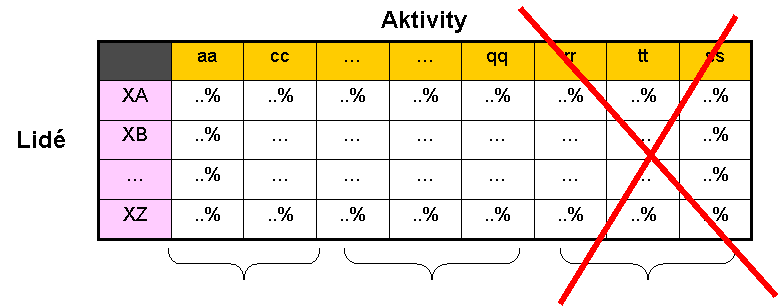 Aktivity
aa cc ... ... qq rr tt ss
XA ..% ..% ..% ..% ..% ..% ..% ..%
Lidé
XB ..% ... ... ... ... ... ..%
... ..% ... ... ... ... ... ..%
XZ ..% ..% ..% ..% ..% ..% ..% ..%